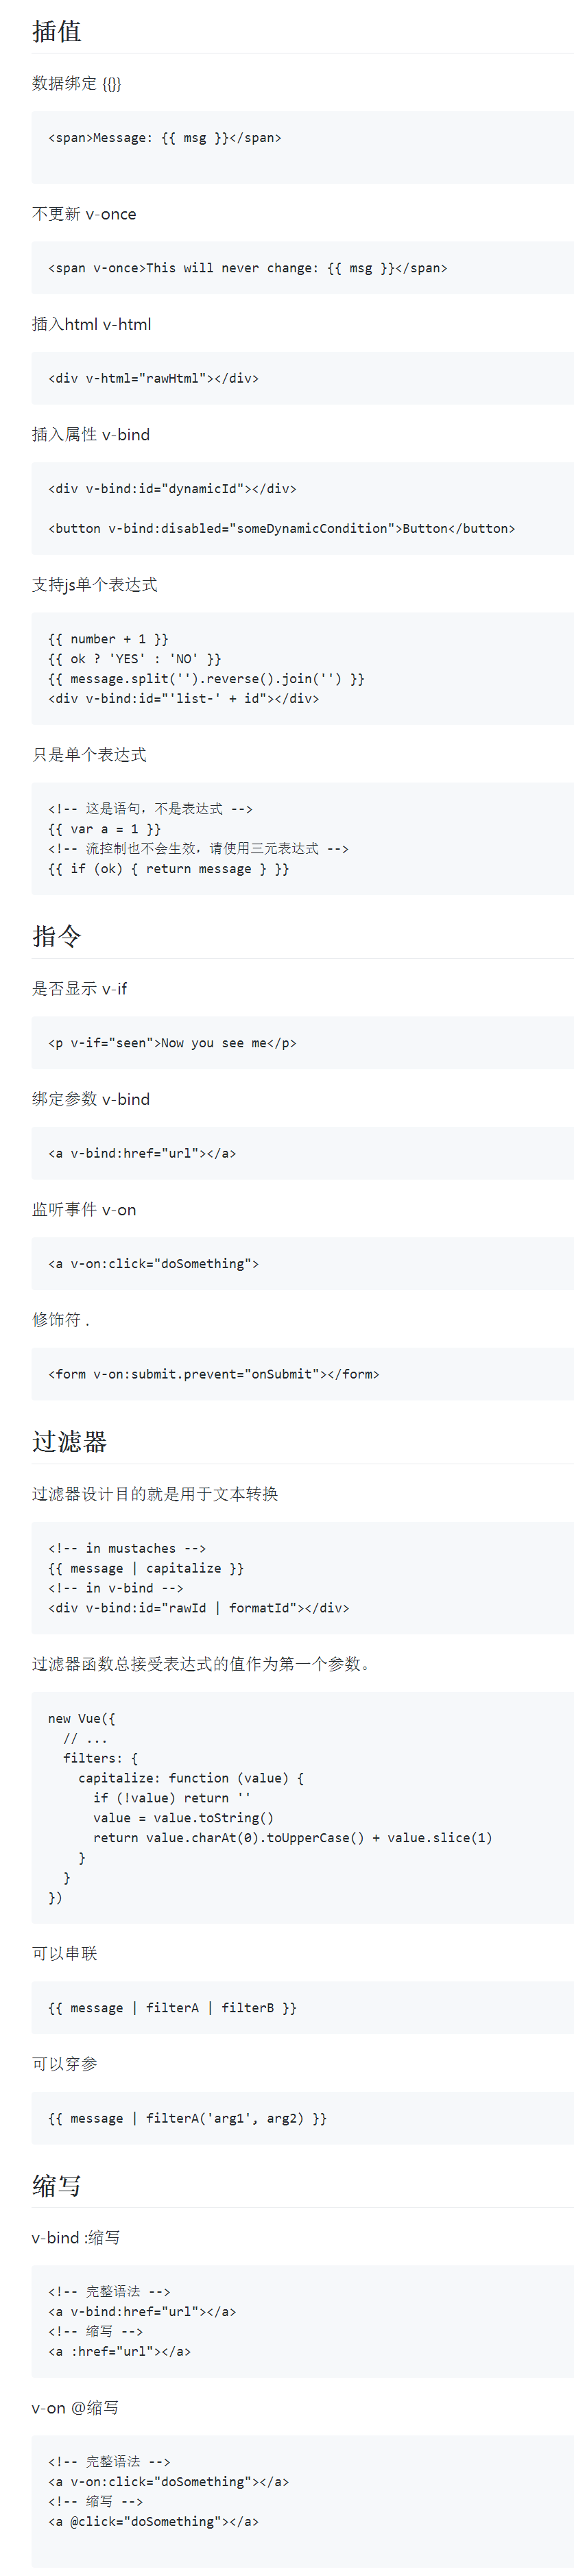 插值
数据绑定 {{}}
<span>Message: {{ msg }}</span>
不更新 v-once
<span v-once>This will never change: {{ msg }}</span>
插入html v-html
<div v-html="rawHtml"></div>
插入属性 v-bind
<div v-bind:id="dynamicId"></div>
<button v-bind:disabled="someDynamicCondition">Button</button>
支持js单个表达式
{{ number + 1 }}
{{ ok ? 'YES' : 'NO' }}
{{ message.split('').reverse().join('') }}
<div v-bind:id="'list-' + id"></div>
只是单个表达式
<!-- 这是语句，不是表达式 -->
{{ var a = 1 }}
<!-- 流控制也不会生效，请使用三元表达式 -->
{{ if (ok) { return message } }}
指令
是否显示 v-if
<p v-if="seen">Now you see me</p>
绑定参数 v-bind
<a v-bind:href="url"></a>
监听事件 v-on
<a v-on:click="doSomething">
修饰符 .
<form v-on:submit.prevent="onSubmit"></form>
过滤器
过滤器设计目的就是用于文本转换
<!-- in mustaches -->
{{ message | capitalize }}
<!-- in v-bind -->
<div v-bind:id="rawId | formatId"></div>
过滤器函数总接受表达式的值作为第一个参数。
new Vue({
  // ...
  filters: {
    capitalize: function (value) {
      if (!value) return ''
      value = value.toString()
      return value.charAt(0).toUpperCase() + value.slice(1)
    }
  }
})
可以串联
{{ message | filterA | filterB }}
可以穿参
{{ message | filterA('arg1', arg2) }}
缩写
v-bind :缩写
<!-- 完整语法 -->
<a v-bind:href="url"></a>
<!-- 缩写 -->
<a :href="url"></a>
v-on @缩写
<!-- 完整语法 -->
<a v-on:click="doSomething"></a>
<!-- 缩写 -->
<a @click="doSomething"></a>